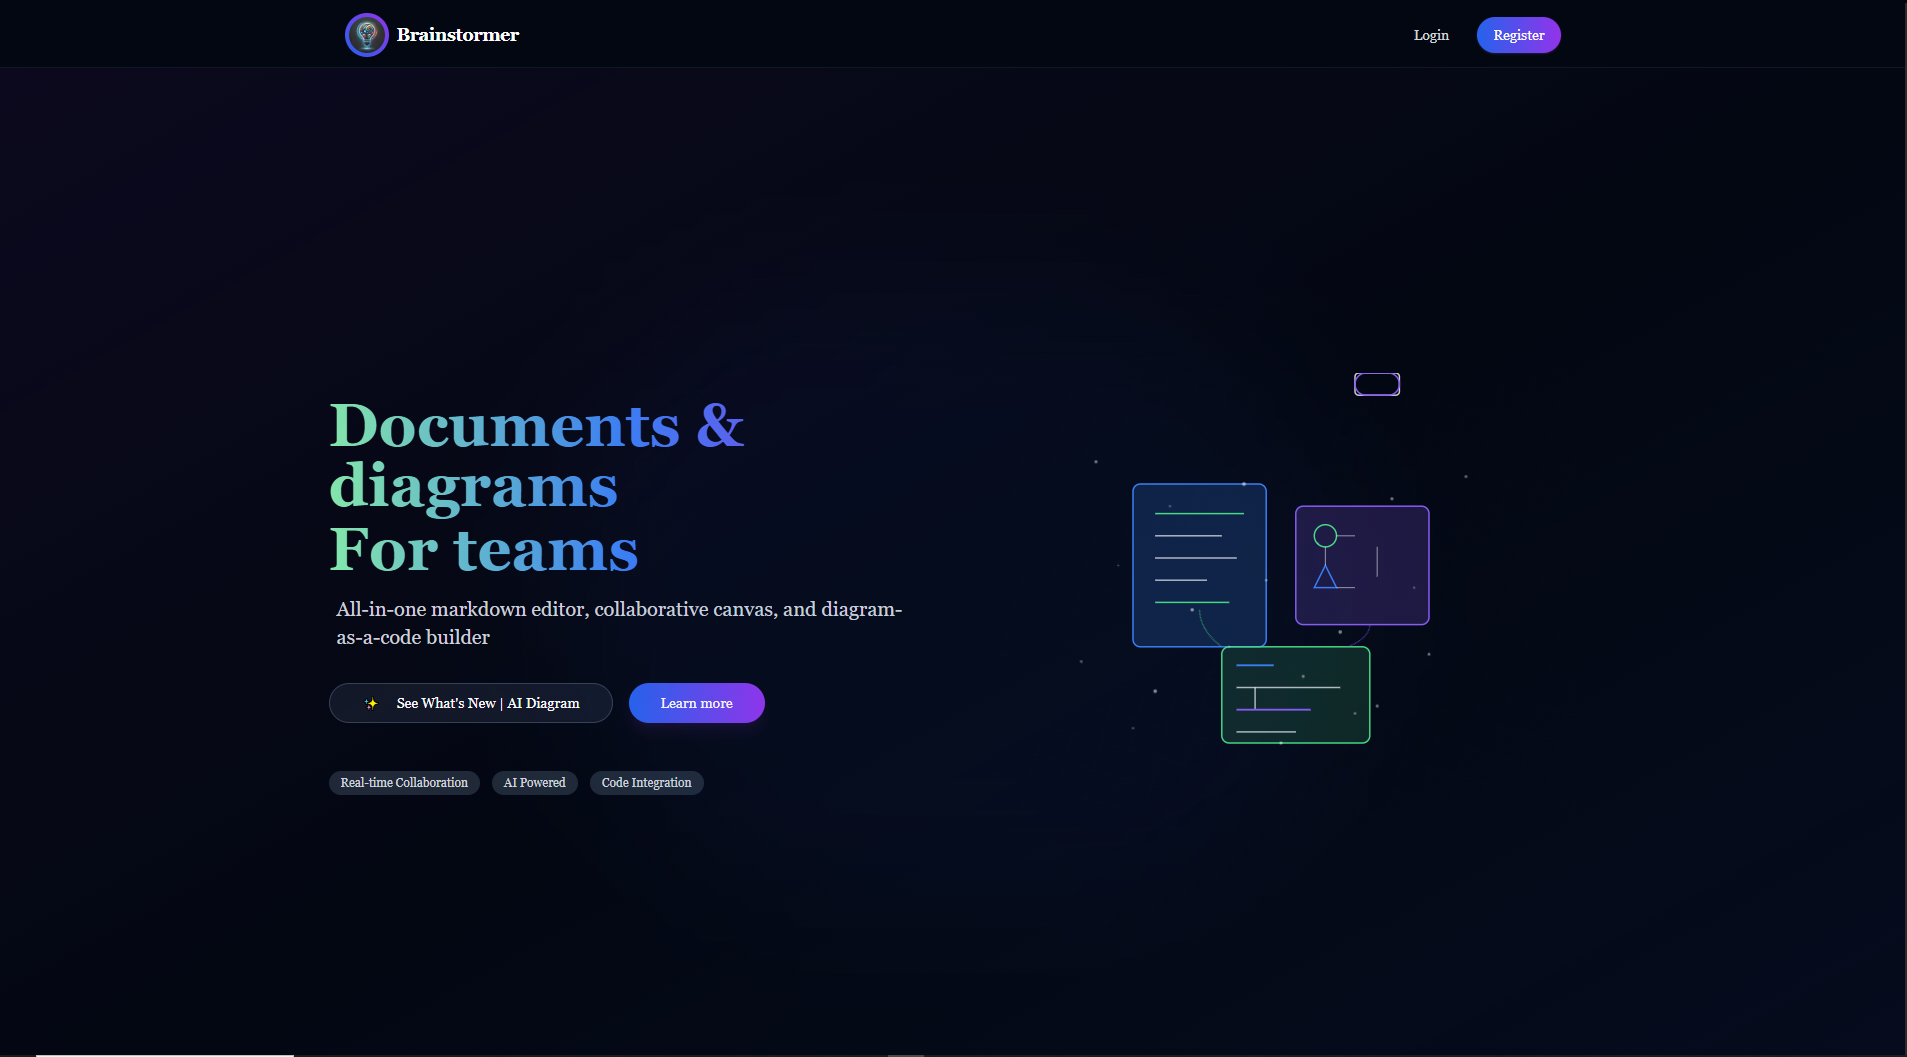 Brainstormer
Login
Register
Documents &
diagrams
For teams
All-in-one markdown editor, collaborative canvas, and diagram-
as-a-code builder
✨ See What's New | AI Diagram
Learn more
Real-time Collaboration
AI Powered
Code Integration